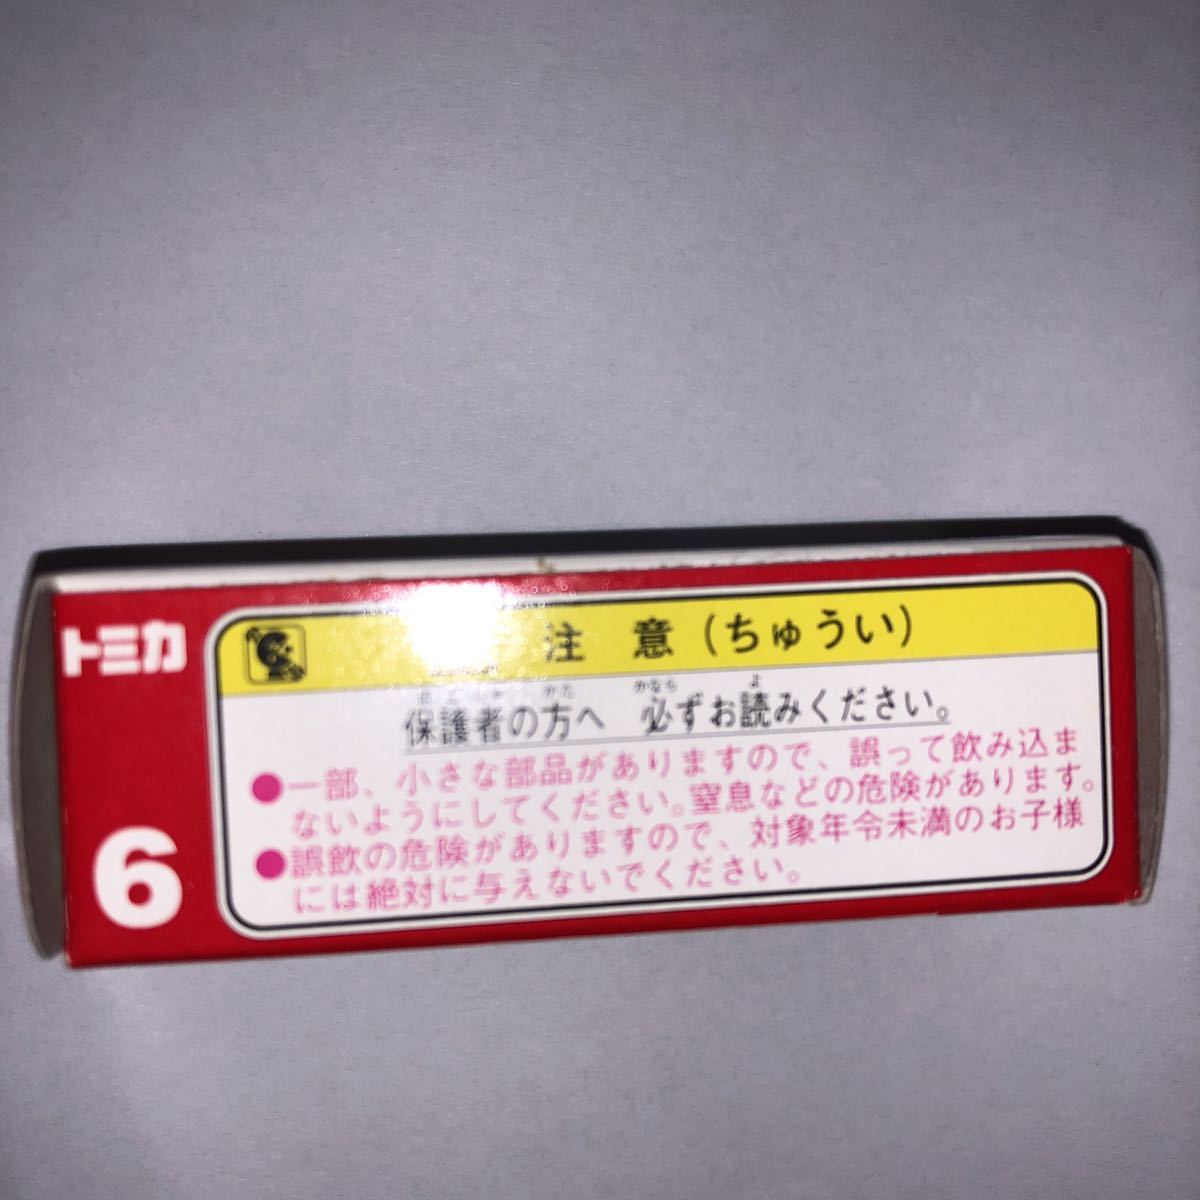 トミカ
6
注意(ちゅうい)
保護者の方へ 必ずお読みください。
●一部、小さな部品がありますので、誤って飲み込ま
ないようにしてください。窒息などの危険があります。
●誤飲の危険がありますので、対象年令未満のお子様
には絶対に与えないでください。